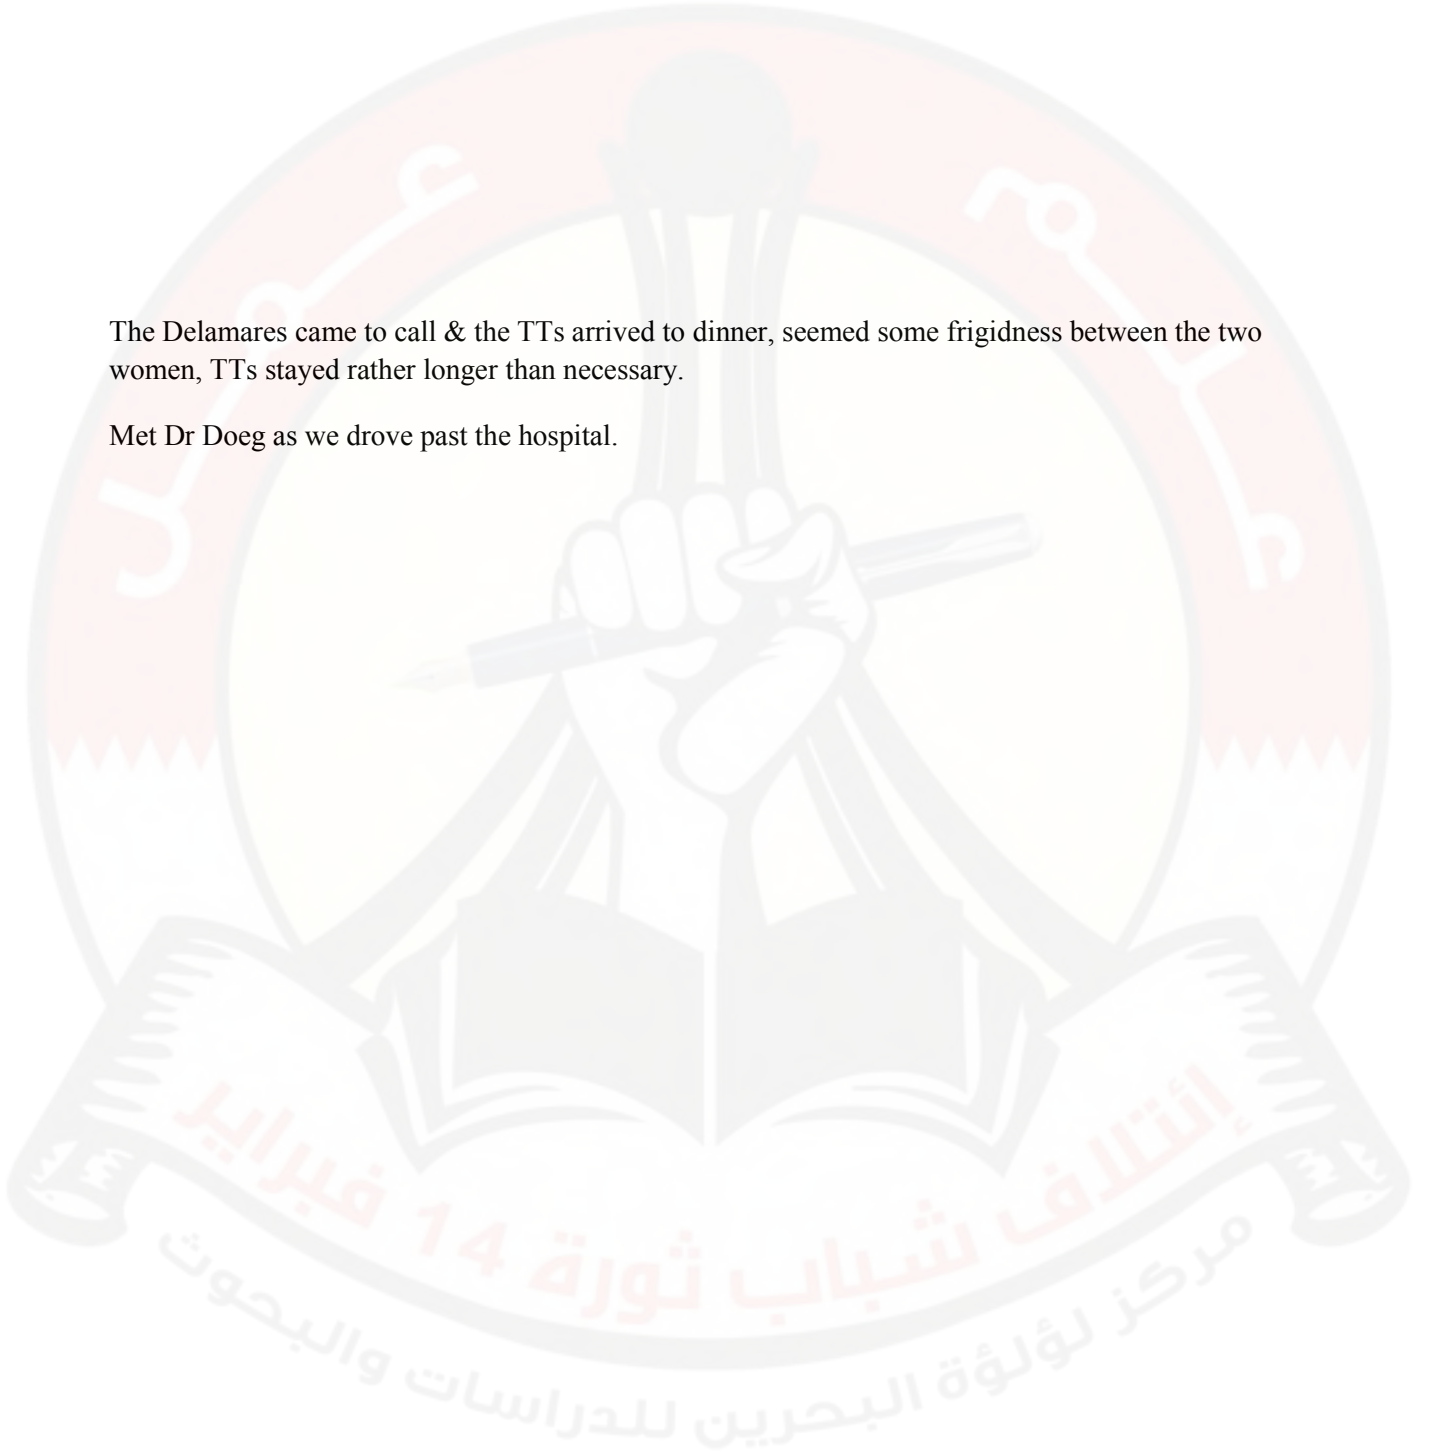 علم
عمل
The Delamares came to call & the TTs arrived to dinner, seemed some frigidness between the two
women, TTs stayed rather longer than necessary.
Met Dr Doeg as we drove past the hospital.
إئتلاف شباب ثورة 14 فبراير
مركز لؤلؤة البحرين للدراسات والبحوث